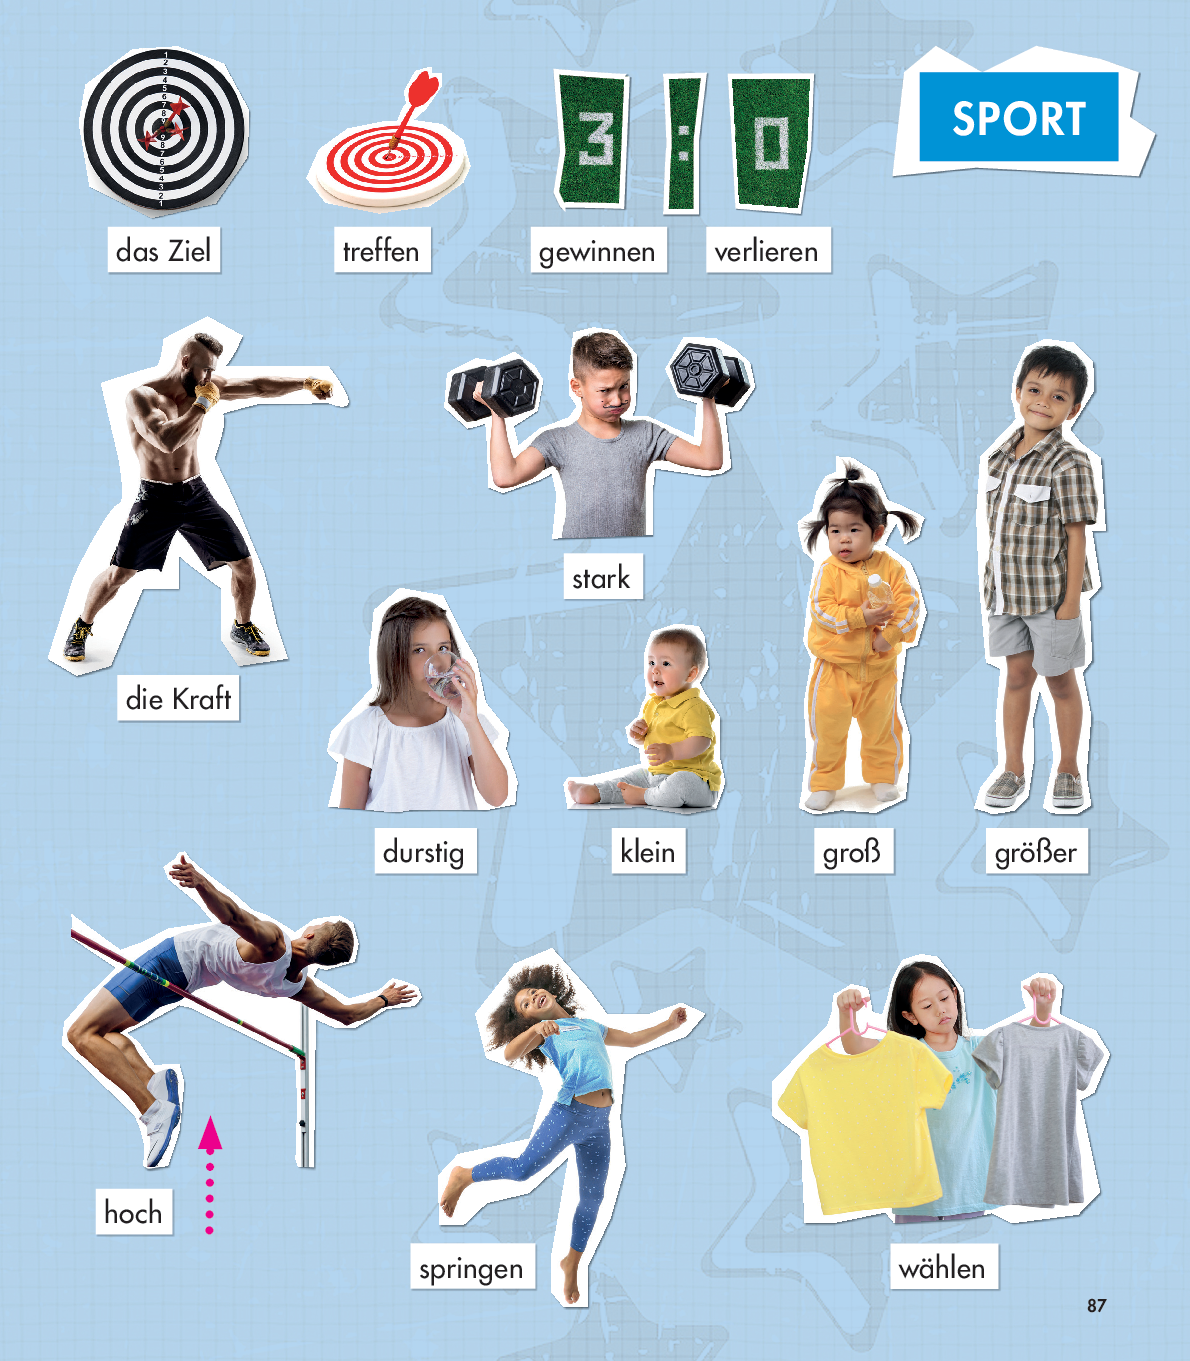 SPORT
3 : 0
das Ziel
treffen
gewinnen
verlieren
stark
die Kraft
durstig
klein
groß
größer
hoch
springen
wählen
87